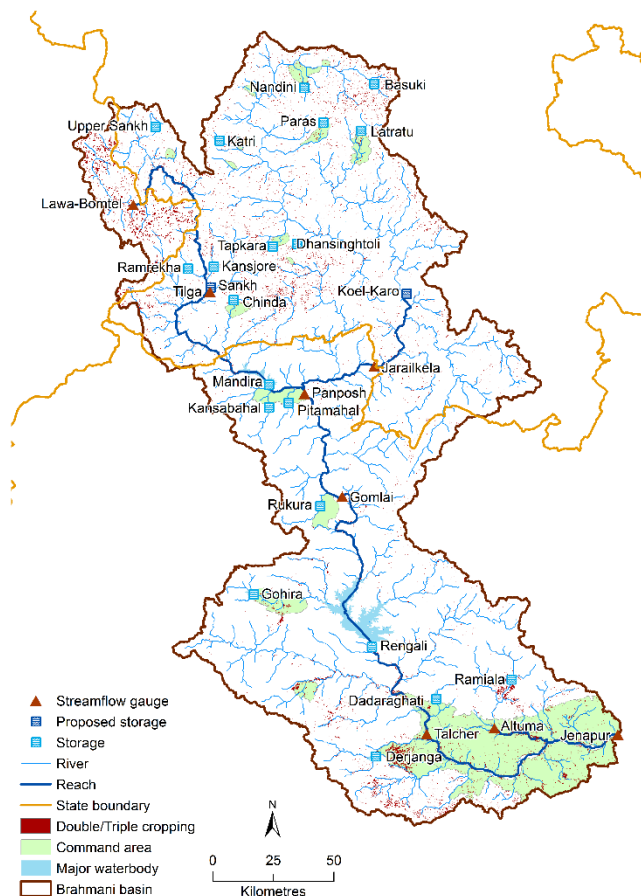 Nandini
Basuki
Upper Sankh
Paras
Latratu
Katri
Lawa-Bomtel
Tapkara
Dhansinghtoli
Ramrekha
Kansjore
Sankh
Tilga
Koel-Karo
Chinda
Jarailkela
Mandira
Panposh
Kansabahal
Pitamahal
Gomlai
Rukura
Gohira
Rengali
Ramiala
Dadaraghati
Altuma
Talcher
Jenapur
Derjanga
Streamflow gauge
Proposed storage
Storage
River
Reach
State boundary
Double/Triple cropping
Command area
Major waterbody
Brahmani basin
N
0 25 50
Kilometres